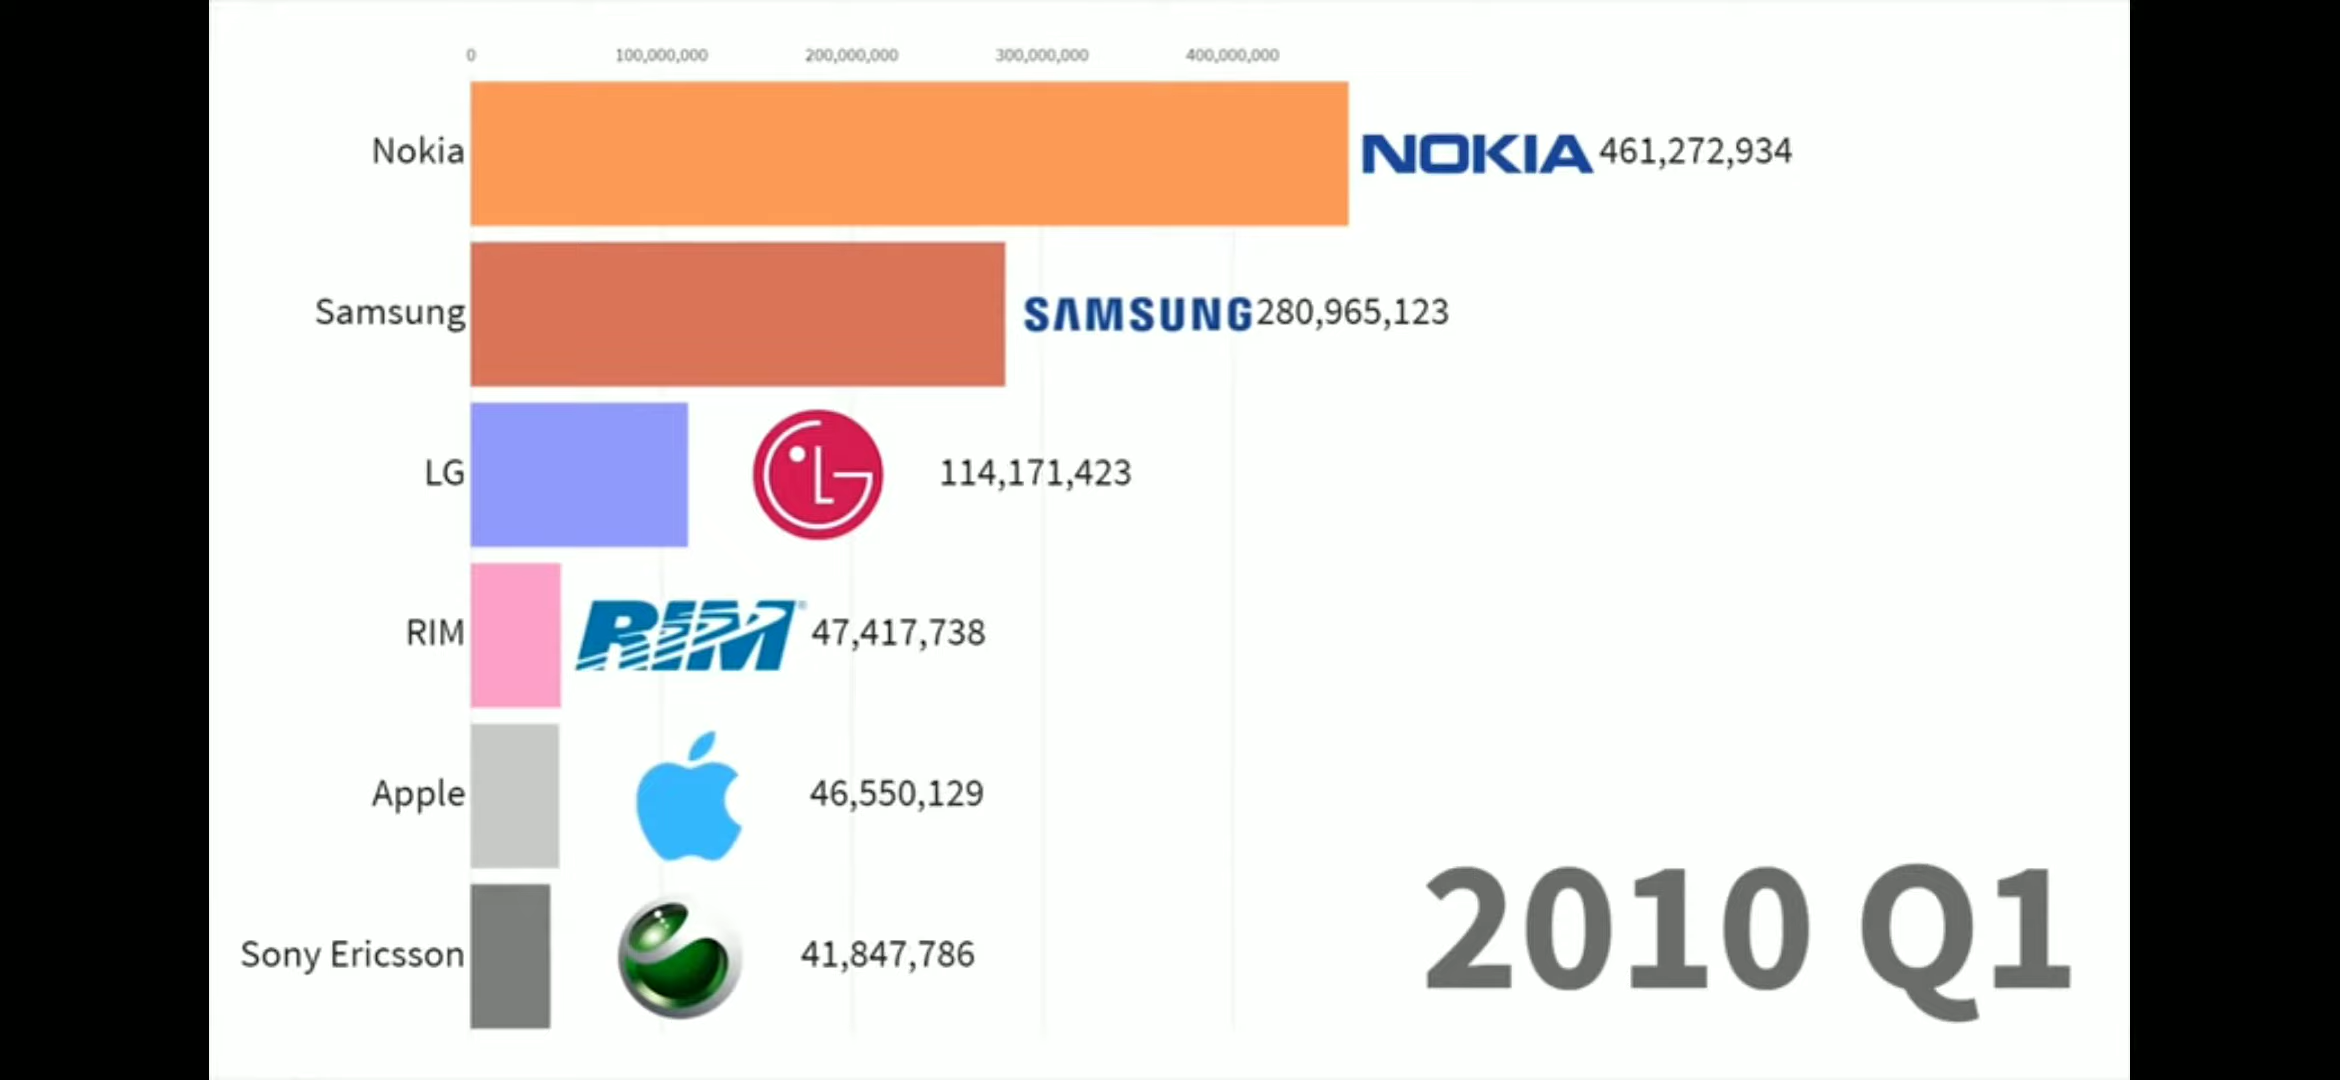 0 100,000,000 200,000,000 300,000,000 400,000,000
Nokia NOKIA 461,272,934
Samsung SAMSUNG 280,965,123
LG LG 114,171,423
RIM RIM® 47,417,738
Apple 46,550,129
Sony Ericsson 41,847,786
2010 Q1